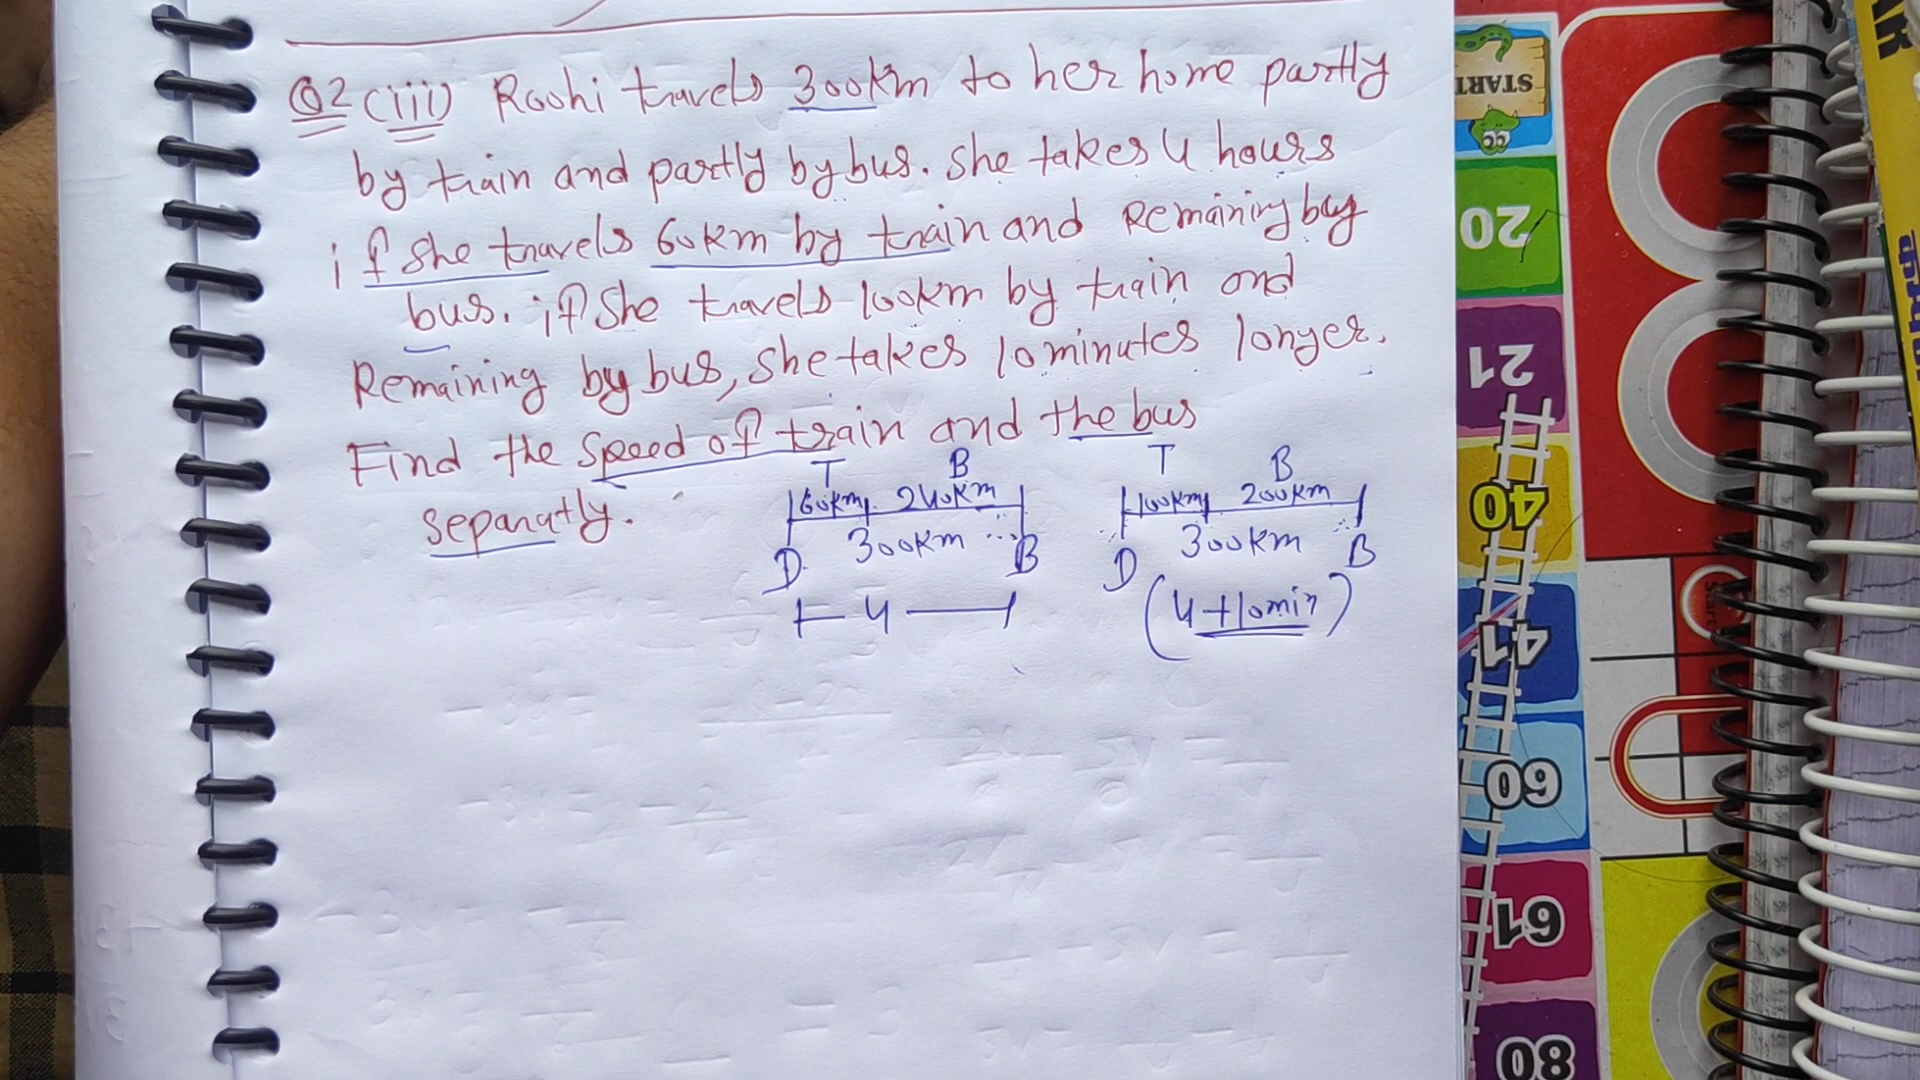 Q2 (iii) Roohi travels 300km to her home partly
by train and partly by bus. She takes 4 hours
if She travels 60km by train and Remaining by
bus. if She travels 100km by train and
Remaining by bus, She takes 10 minutes longer.
Find the Speed of train and the bus
separatly.
T B
60km 240km
300km
D B
4
T B
100km 200km
300km
D B
(4+10min)
START
20
21
40
41
60
61
80